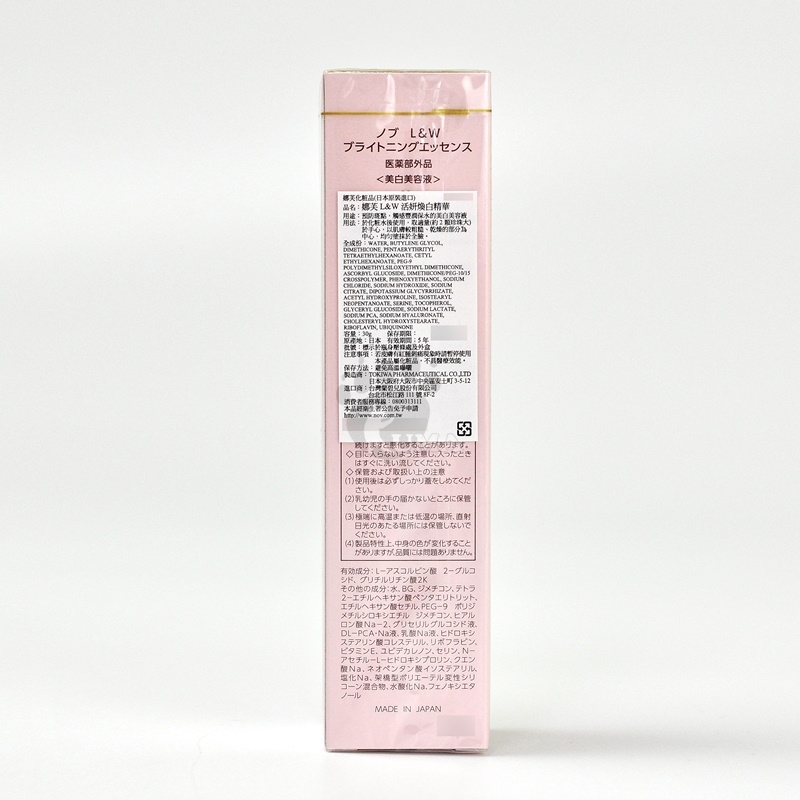 ノブ L&W
ブライトニングエッセンス
医薬部外品
<美白美容液>
娜芙化粧品(日本原裝進口)
品名：娜芙 L&W 活妍煥白精華
用途：預防斑點，觸感豐潤保水的美白美容液
用法：於化粧水後使用，取適量(約2顆珍珠大)
於手心，以肌膚較粗糙、乾燥的部分為
中心，均勻塗抹於全臉。
全成份：WATER, BUTYLENE GLYCOL,
DIMETHICONE, PENTAERYTHRITYL
TETRAETHYLHEXANOATE, CETYL
ETHYLHEXANOATE, PEG-9
POLYDIMETHYLSILOXYETHYL DIMETHICONE,
ASCORBYL GLUCOSIDE, DIMETHICONE/PEG-10/15
CROSSPOLYMER, PHENOXYETHANOL, SODIUM
CHLORIDE, SODIUM HYDROXIDE, SODIUM
CITRATE, DIPOTASSIUM GLYCYRRHIZATE,
ACETYL HYDROXYPROLINE, ISOSTEARYL
NEOPENTANOATE, SERINE, TOCOPHEROL,
GLYCERYL GLUCOSIDE, SODIUM LACTATE,
SODIUM PCA, SODIUM HYALURONATE,
CHOLESTERYL HYDROXYSTEARATE,
RIBOFLAVIN, UBIQUINONE
容量：30g 保存期限：
原產地：日本 有效期間：5 年
批號：標示於瓶身壓條處及外盒
注意事項：若皮膚有紅腫刺痛現象時請暫停使用
本產品屬化粧品，不具醫療效能。
保存方法：避免高溫曝曬
製造商：TOKIWA PHARMACEUTICAL CO.,LTD
日本大阪府大阪市中央區安土町 3-5-12
進口商：台灣蘭碧兒股份有限公司
台北市松江路 111 號 8F-2
消費者服務專線：0800313111
本品經衛生署公告免予申請
http://www.nov.com.tw
続けますと悪化することがあります。
◇目に入らないよう注意し、入ったとき
はすぐに洗い流してください。
◇保管および取扱い上の注意
(1)使用後は必ずしっかり蓋をしめてくだ
さい。
(2)乳幼児の手の届かないところに保管
してください。
(3)極端に高温または低温の場所、直射
日光のあたる場所には保管しないで
ください。
(4)製品特性上、中身の色が変化すること
がありますが、品質には問題ありません。
有効成分：L-アスコルビン酸 2-グルコ
シド、グリチルリチン酸2K
その他の成分：水、BG、ジメチコン、テトラ
2-エチルヘキサン酸ペンタエリトリット、
エチルヘキサン酸セチル、PEG-9 ポリジ
メチルシロキシエチル ジメチコン、ヒアル
ロン酸Na-2、グリセリルグルコシド液、
DL-PCA・Na液、乳酸Na液、ヒドロキシ
ステアリン酸コレステリル、リボフラビン、
ビタミンE、ユビデカレノン、セリン、N-
アセチル-L-ヒドロキシプロリン、クエン
酸Na、ネオペンタン酸イソステアリル、
塩化Na、架橋型ポリエーテル変性シリ
コーン混合物、水酸化Na、フェノキシエタ
ノール
MADE IN JAPAN